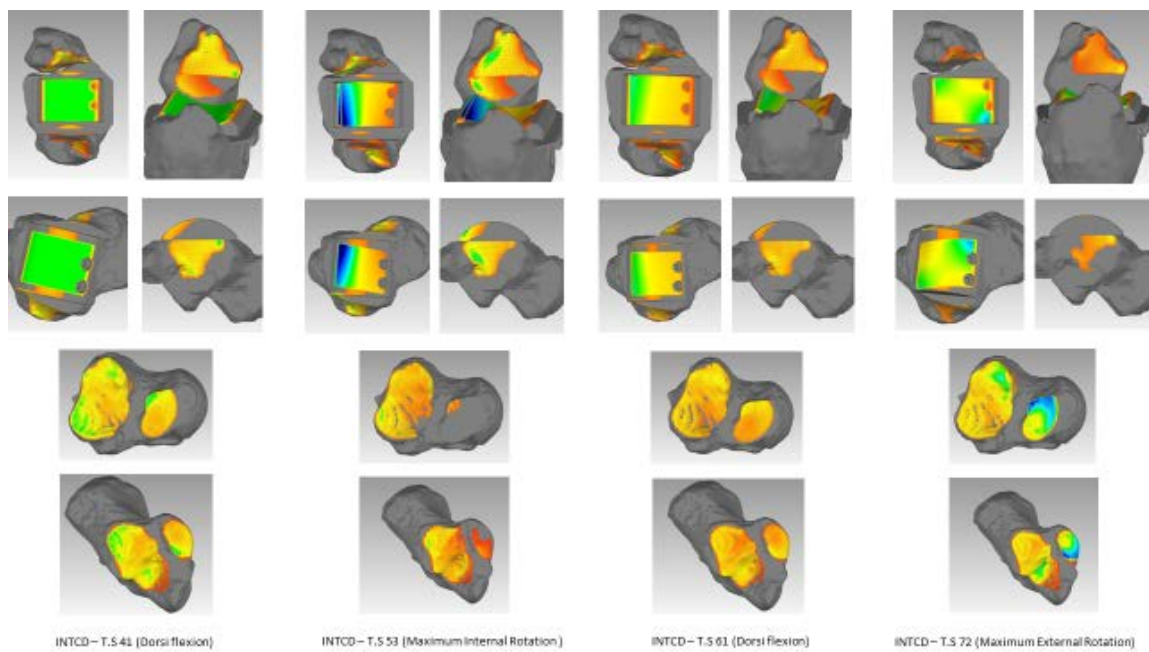 INTCD – T.S 41 (Dorsi flexion)
INTCD – T.S 53 (Maximum Internal Rotation )
INTCD – T.S 61 (Dorsi flexion)
INTCD – T.S 72 (Maximum External Rotation)